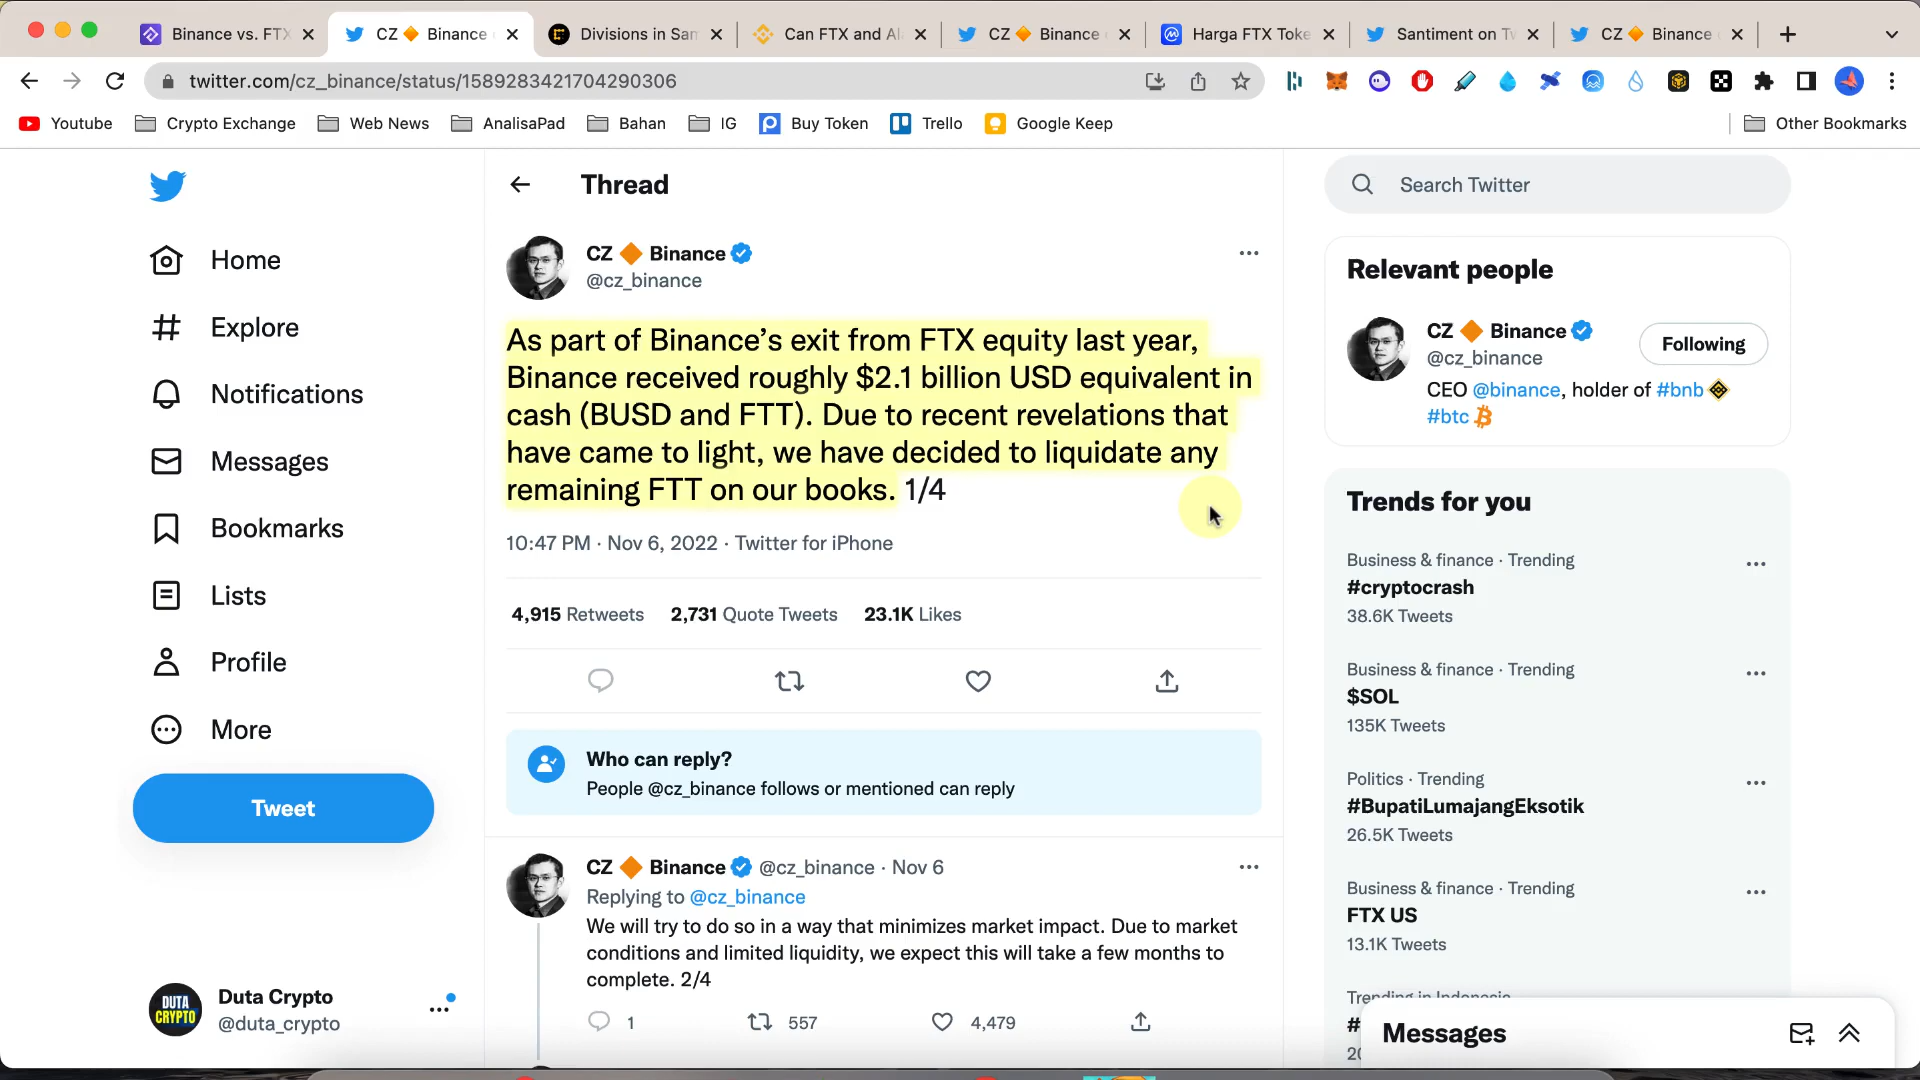 Binance vs. FTX
CZ 🔶 Binance
Divisions in Sam
Can FTX and Al
CZ 🔶 Binance
Harga FTX Toke
Santiment on Tw
CZ 🔶 Binance
twitter.com/cz_binance/status/1589283421704290306
Youtube
Crypto Exchange
Web News
AnalisaPad
Bahan
IG
Buy Token
Trello
Google Keep
Other Bookmarks
Home
Explore
Notifications
Messages
Bookmarks
Lists
Profile
More
Tweet
DUTA
CRYPTO
Duta Crypto
@duta_crypto
Thread
CZ 🔶 Binance
@cz_binance
As part of Binance’s exit from FTX equity last year,
Binance received roughly $2.1 billion USD equivalent in
cash (BUSD and FTT). Due to recent revelations that
have came to light, we have decided to liquidate any
remaining FTT on our books. 1/4
10:47 PM · Nov 6, 2022 · Twitter for iPhone
4,915 Retweets 2,731 Quote Tweets 23.1K Likes
Who can reply?
People @cz_binance follows or mentioned can reply
CZ 🔶 Binance @cz_binance · Nov 6
Replying to @cz_binance
We will try to do so in a way that minimizes market impact. Due to market
conditions and limited liquidity, we expect this will take a few months to
complete. 2/4
1 557 4,479
Search Twitter
Relevant people
CZ 🔶 Binance
@cz_binance
Following
CEO @binance, holder of #bnb
#btc
Trends for you
Business & finance · Trending
#cryptocrash
38.6K Tweets
Business & finance · Trending
$SOL
135K Tweets
Politics · Trending
#BupatiLumajangEksotik
26.5K Tweets
Business & finance · Trending
FTX US
13.1K Tweets
Trending in Indonesia
#
Messages